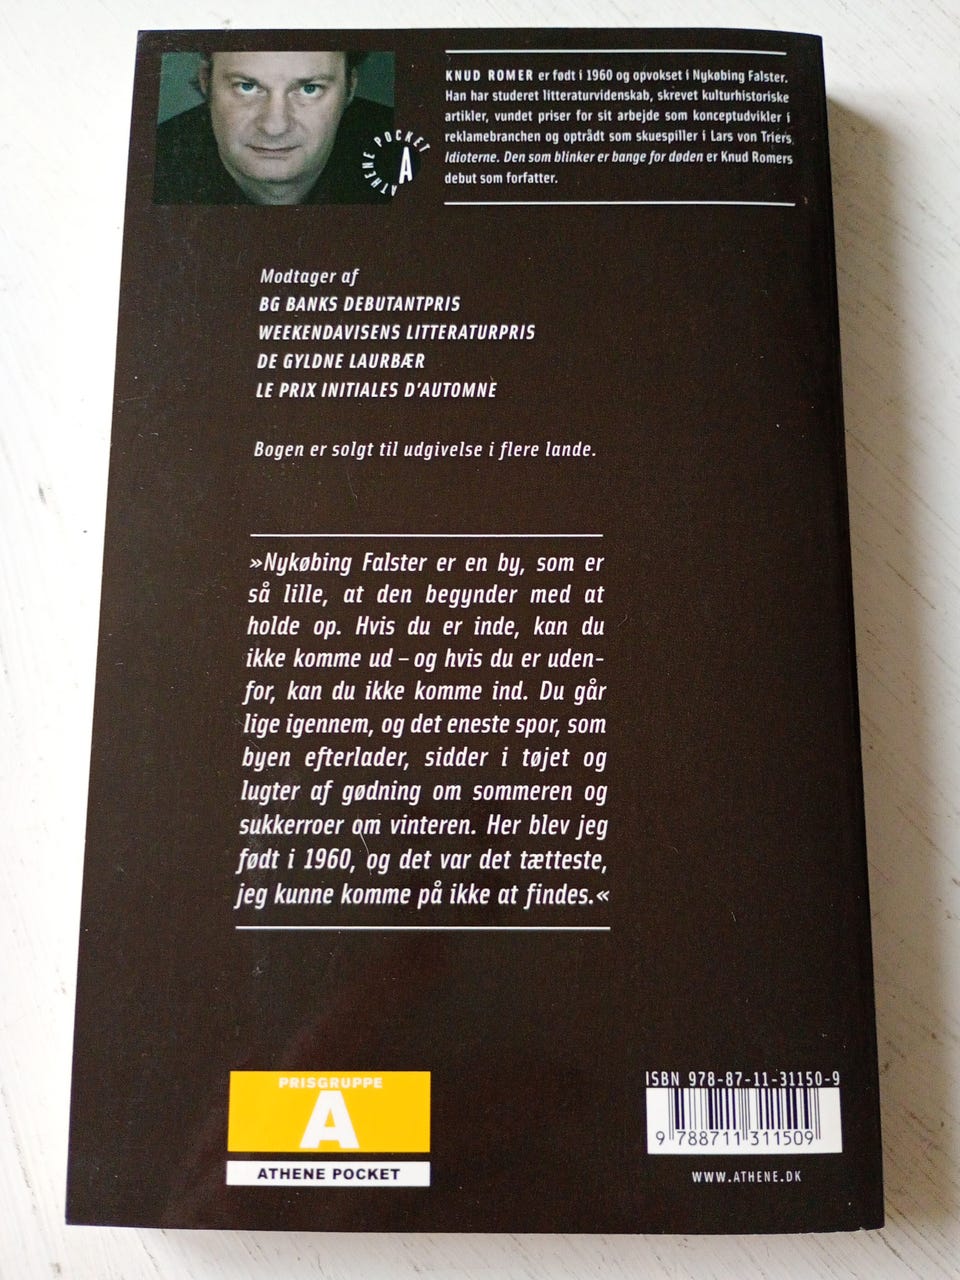 KNUD ROMER er født i 1960 og opvokset i Nykøbing Falster.
Han har studeret litteraturvidenskab, skrevet kulturhistoriske
artikler, vundet priser for sit arbejde som konceptudvikler i
reklamebranchen og optrådt som skuespiller i Lars von Triers
Idioterne. Den som blinker er bange for døden er Knud Romers
debut som forfatter.
ATHENE POCKET
A
Modtager af
BG BANKS DEBUTANTPRIS
WEEKENDAVISENS LITTERATURPRIS
DE GYLDNE LAURBÆR
LE PRIX INITIALES D'AUTOMNE
Bogen er solgt til udgivelse i flere lande.
»Nykøbing Falster er en by, som er
så lille, at den begynder med at
holde op. Hvis du er inde, kan du
ikke komme ud – og hvis du er uden-
for, kan du ikke komme ind. Du går
lige igennem, og det eneste spor, som
byen efterlader, sidder i tøjet og
lugter af gødning om sommeren og
sukkerroer om vinteren. Her blev jeg
født i 1960, og det var det tætteste,
jeg kunne komme på ikke at findes.«
PRISGRUPPE
A
ATHENE POCKET
ISBN 978-87-11-31150-9
9 788711 311509
WWW.ATHENE.DK